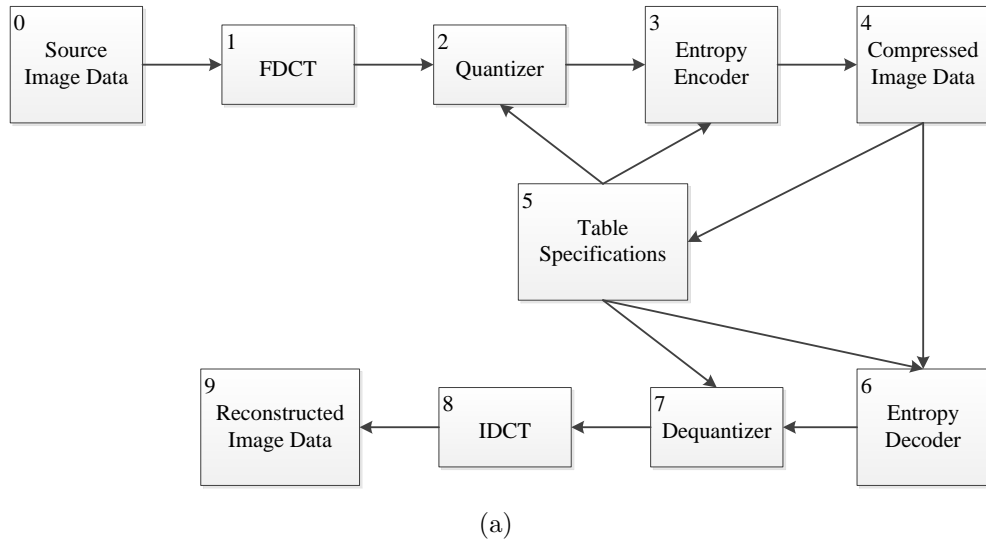 0
Source
Image Data
1
FDCT
2
Quantizer
3
Entropy
Encoder
4
Compressed
Image Data
5
Table
Specifications
9
Reconstructed
Image Data
8
IDCT
7
Dequantizer
6
Entropy
Decoder
(a)